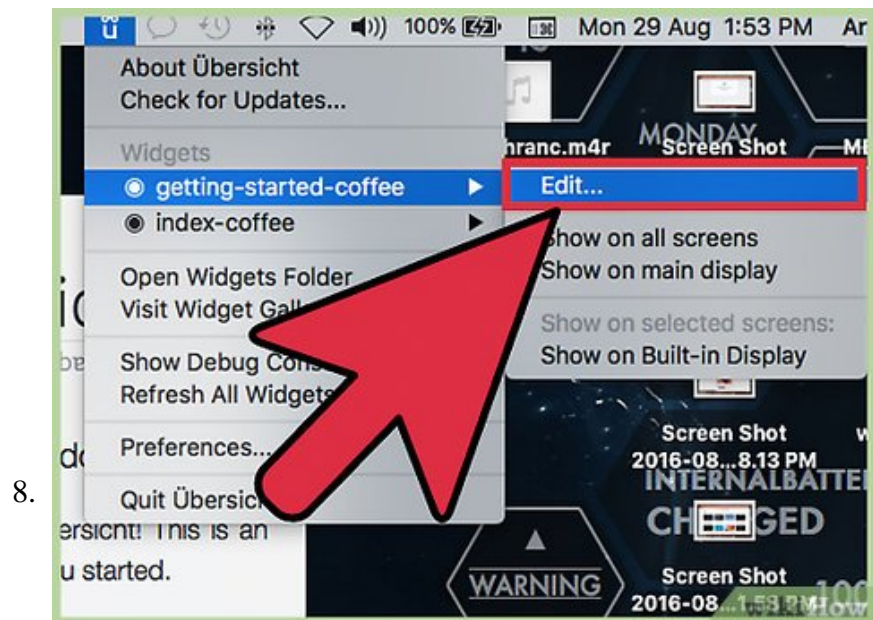 ü 100% Mon 29 Aug 1:53 PM Ar
About Übersicht
Check for Updates...
Widgets
getting-started-coffee
index-coffee
Open Widgets Folder
Visit Widget Gal
Show Debug Cons
Refresh All Widgets
Preferences...
Quit Übersic
Edit...
Show on all screens
Show on main display
Show on selected screens:
Show on Built-in Display
hranc.m4r
MONDAY
Screen Shot
ersicht! This is an
u started.
Screen Shot
2016-08...8.13 PM
INTERNALBATTE
WARNING
Screen Shot
2016-08...1.53 PM
100
wikiHow
8.